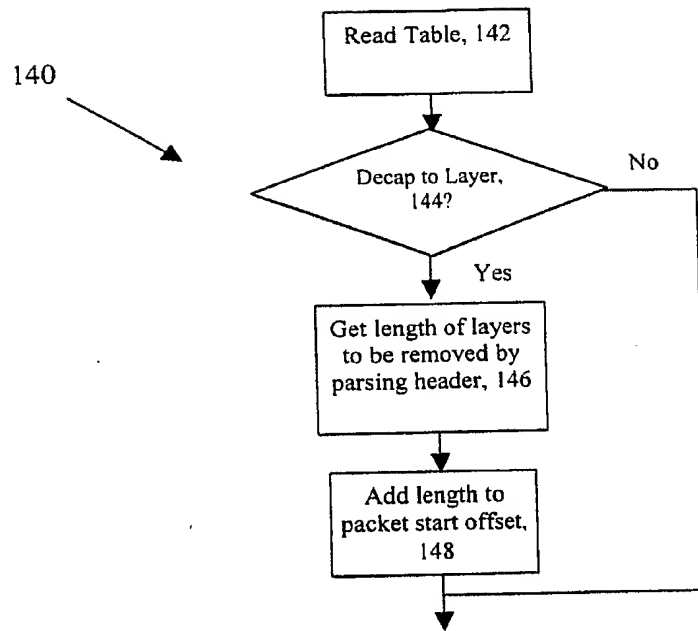 Read Table, 142
140
No
Decap to Layer,
144?
Yes
Get length of layers
to be removed by
parsing header, 146
Add length to
packet start offset,
148